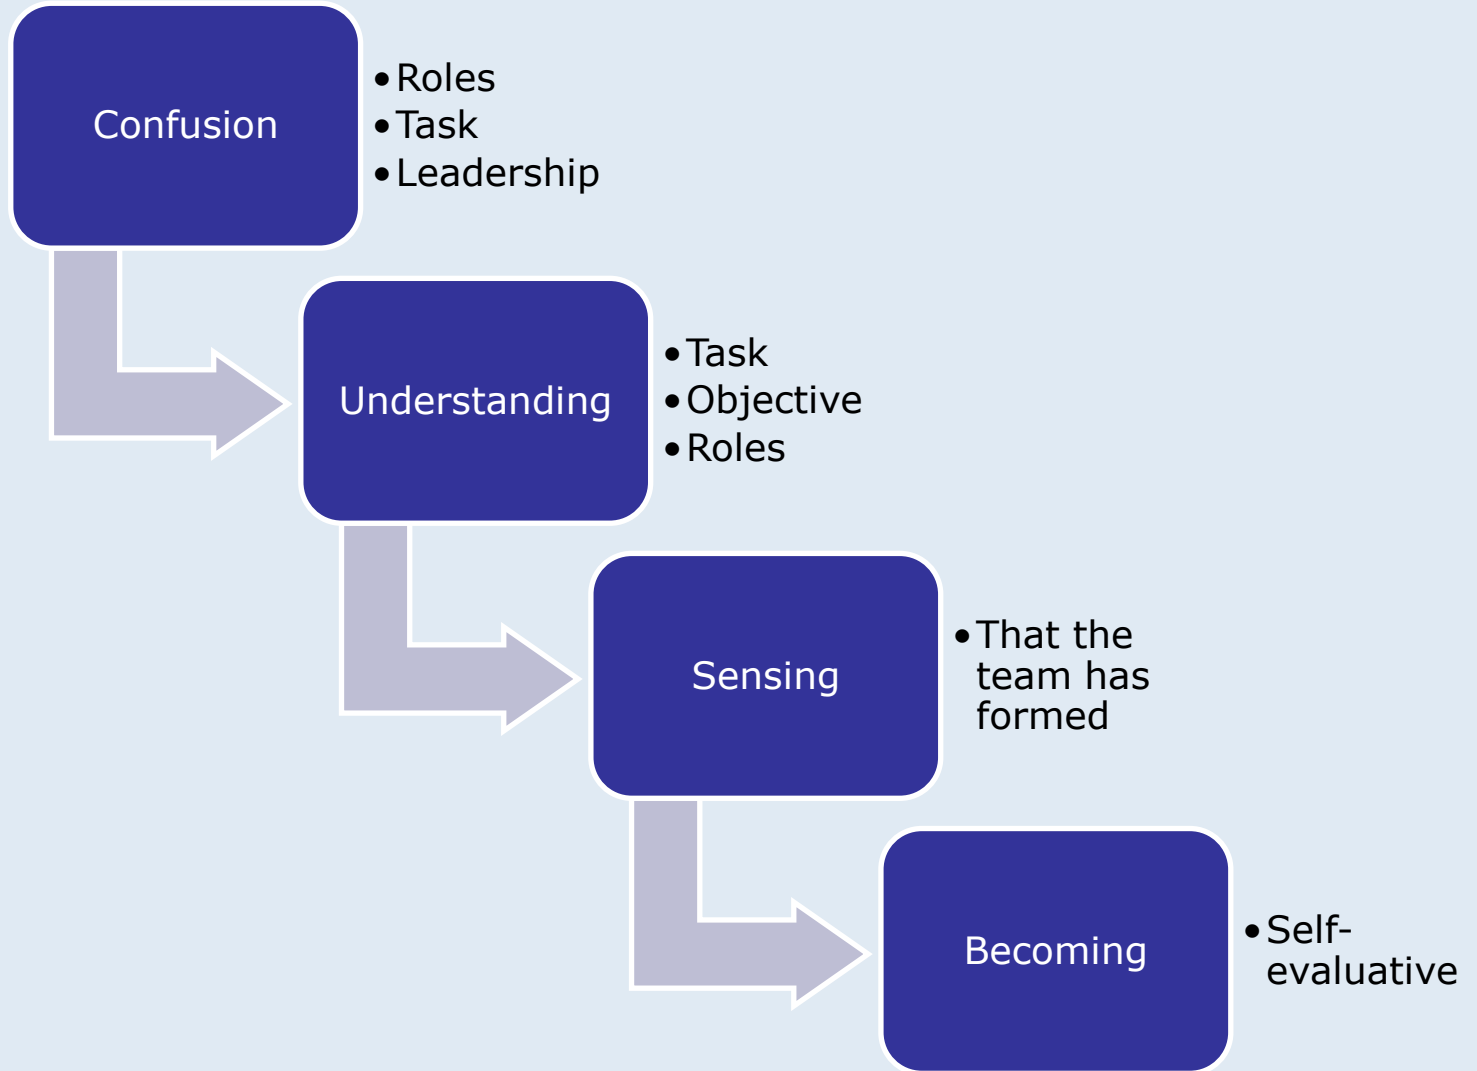 Confusion
•Roles
•Task
•Leadership
Understanding
•Task
•Objective
•Roles
Sensing
•That the
team has
formed
Becoming
•Self-
evaluative